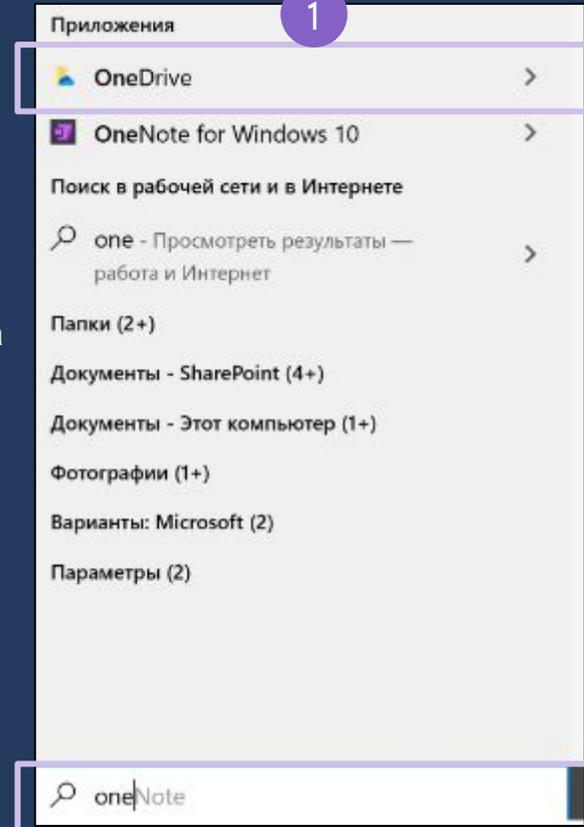 1
Приложения
OneDrive
OneNote for Windows 10
Поиск в рабочей сети и в Интернете
one - Просмотреть результаты —
работа и Интернет
Папки (2+)
Документы - SharePoint (4+)
Документы - Этот компьютер (1+)
Фотографии (1+)
Варианты: Microsoft (2)
Параметры (2)
oneNote